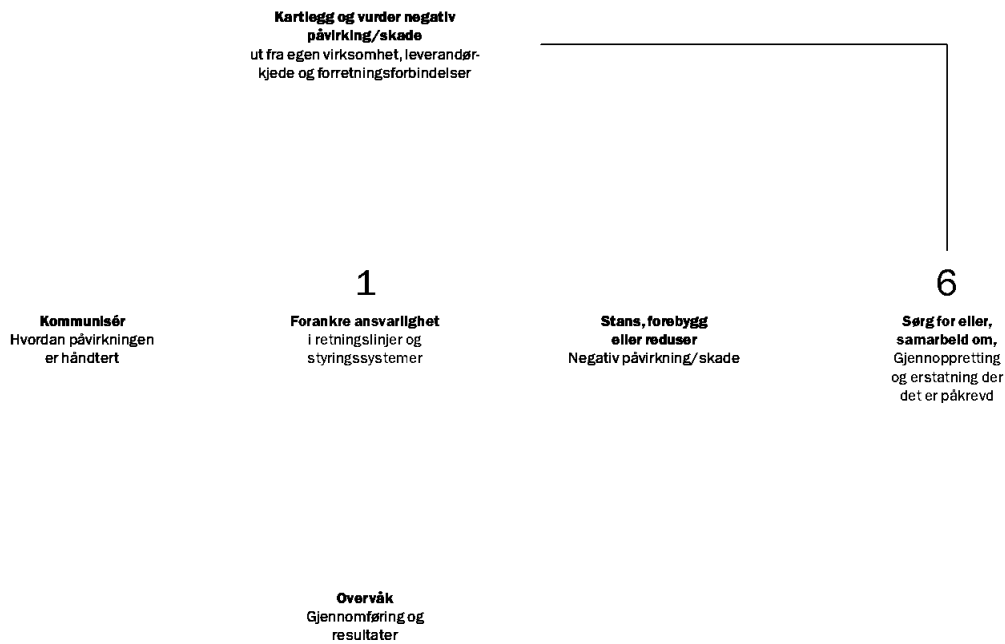 Kartlegg og vurder negativ
påvirking/skade
ut fra egen virksomhet, leverandør-
kjede og forretningsforbindelser
Kommunisér
Hvordan påvirkningen
er håndtert
1
Forankre ansvarlighet
i retningslinjer og
styringssystemer
Stans, forebygg
eller reduser
Negativ påvirkning/skade
6
Sørg for eller,
samarbeid om,
Gjennoppretting
og erstatning der
det er påkrevd
Overvåk
Gjennomføring og
resultater